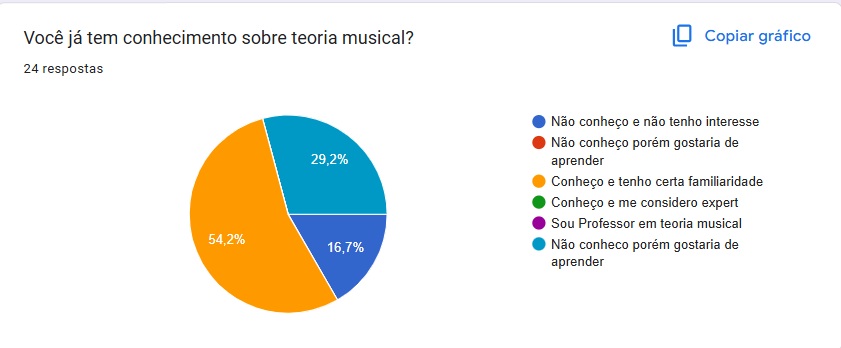 Você já tem conhecimento sobre teoria musical?
Copiar gráfico
24 respostas
29,2%
54,2%
16,7%
Não conheço e não tenho interesse
Não conheço porém gostaria de
aprender
Conheço e tenho certa familiaridade
Conheço e me considero expert
Sou Professor em teoria musical
Não conheco porém gostaria de
aprender